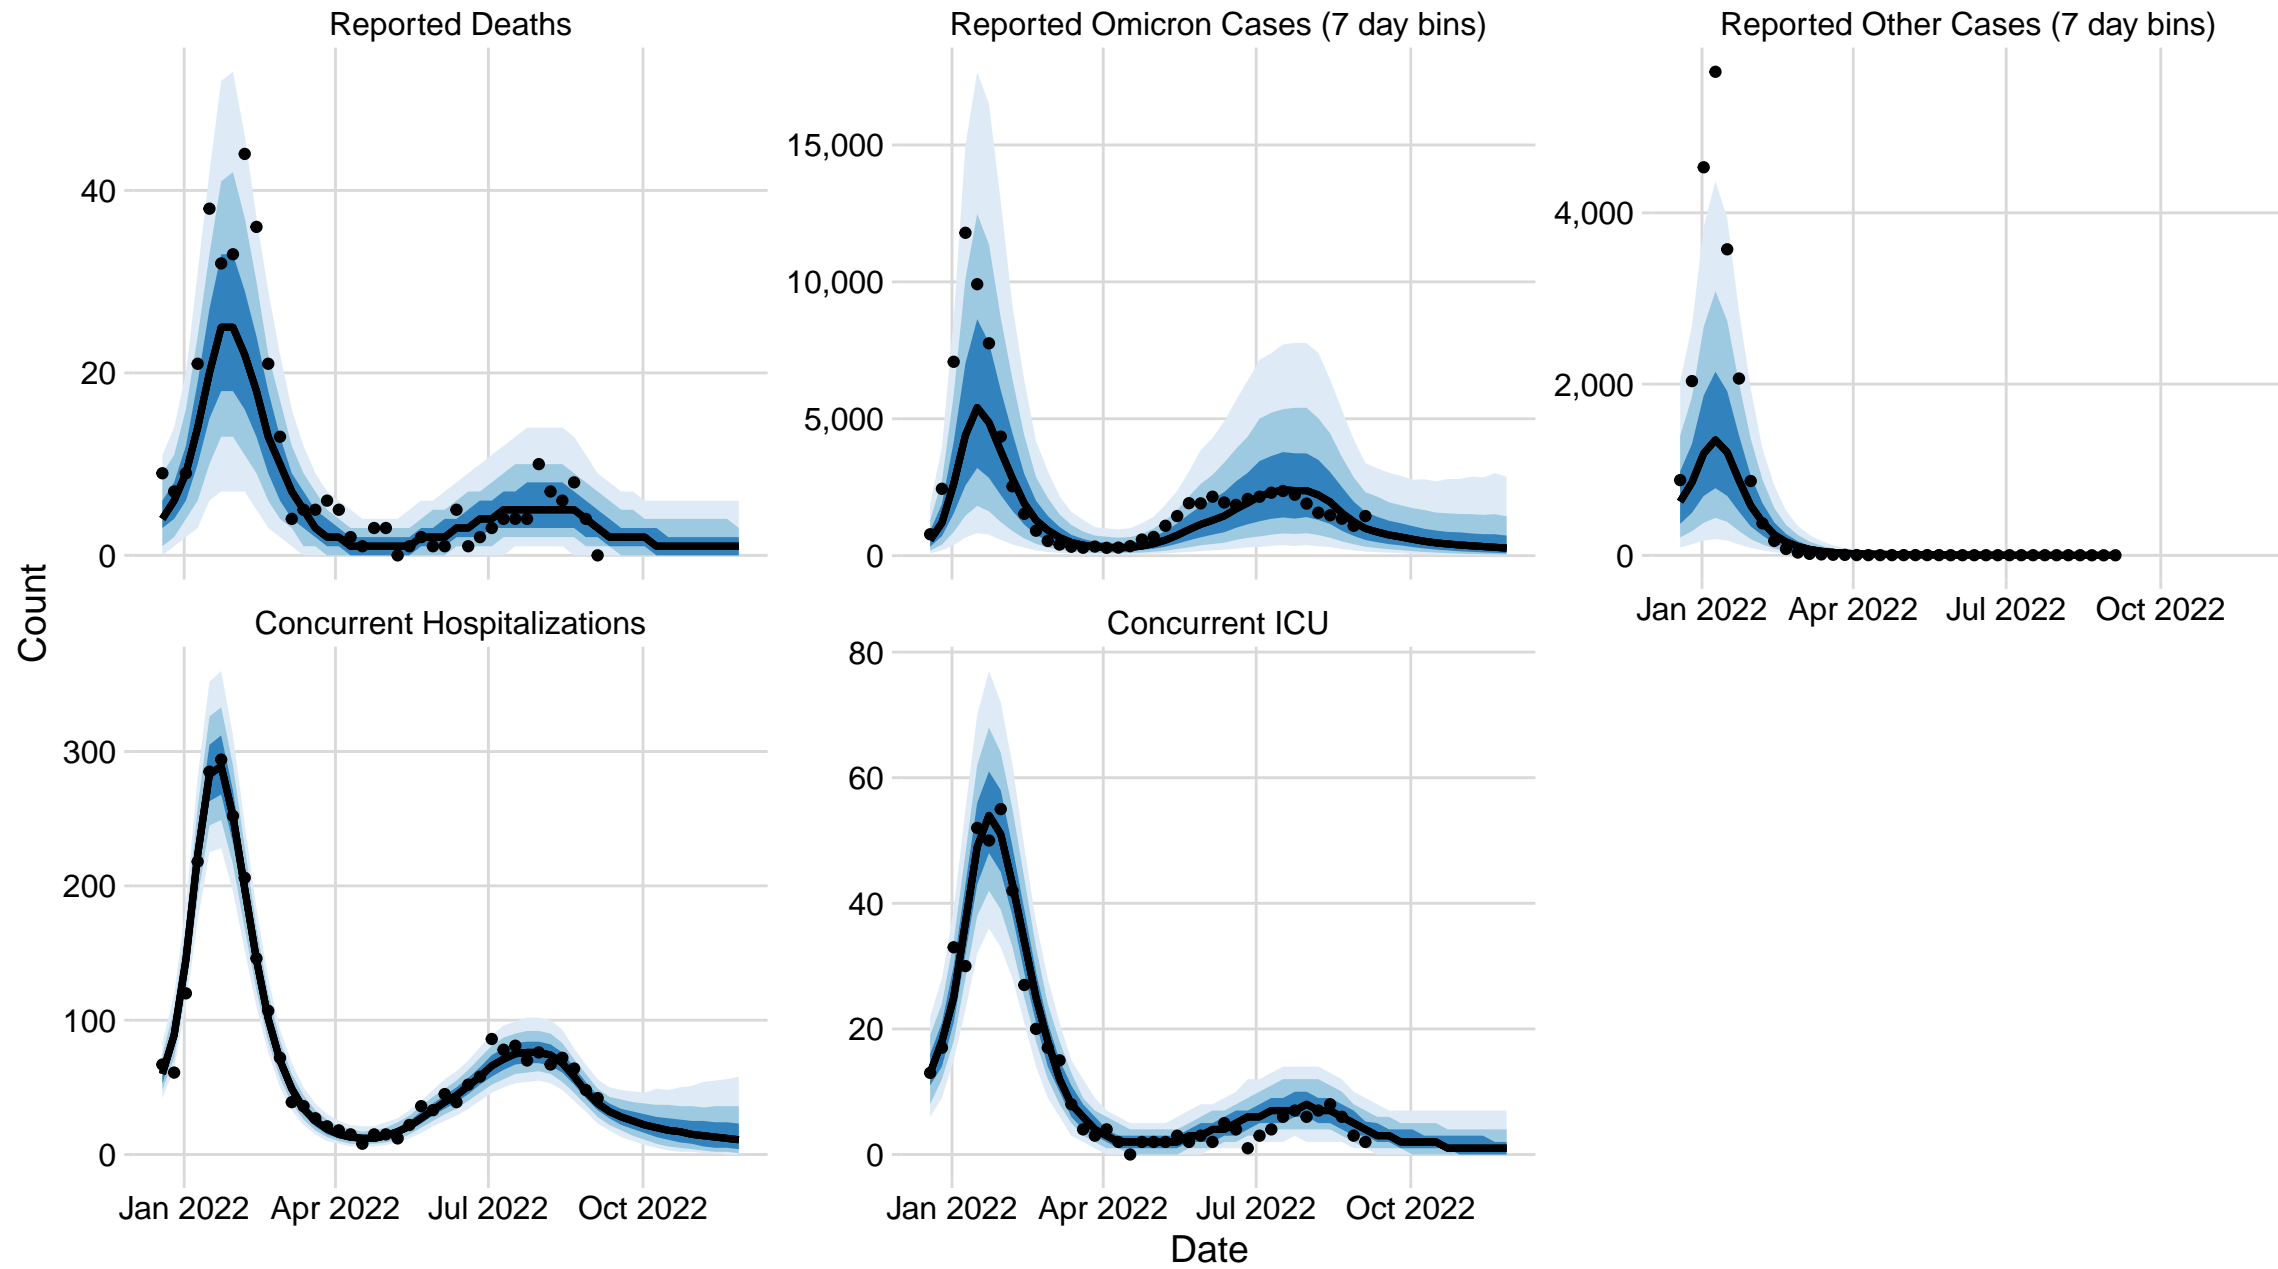 Reported Deaths
Reported Omicron Cases (7 day bins)
Reported Other Cases (7 day bins)
40
20
0
15,000
10,000
5,000
0
4,000
2,000
0
Jan 2022 Apr 2022 Jul 2022 Oct 2022
Count
Concurrent Hospitalizations
Concurrent ICU
300
200
100
0
80
60
40
20
0
Jan 2022 Apr 2022 Jul 2022 Oct 2022
Jan 2022 Apr 2022 Jul 2022 Oct 2022
Date